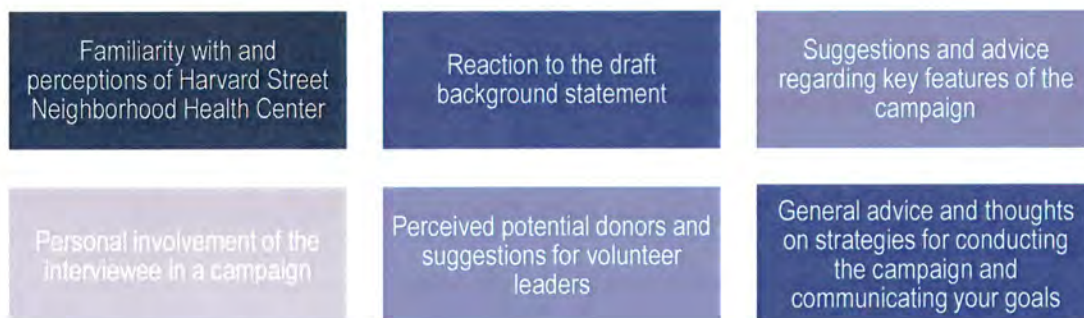 Familiarity with and
perceptions of Harvard Street
Neighborhood Health Center
Reaction to the draft
background statement
Suggestions and advice
regarding key features of the
campaign
Personal involvement of the
interviewee in a campaign
Perceived potential donors and
suggestions for volunteer
leaders
General advice and thoughts
on strategies for conducting
the campaign and
communicating your goals